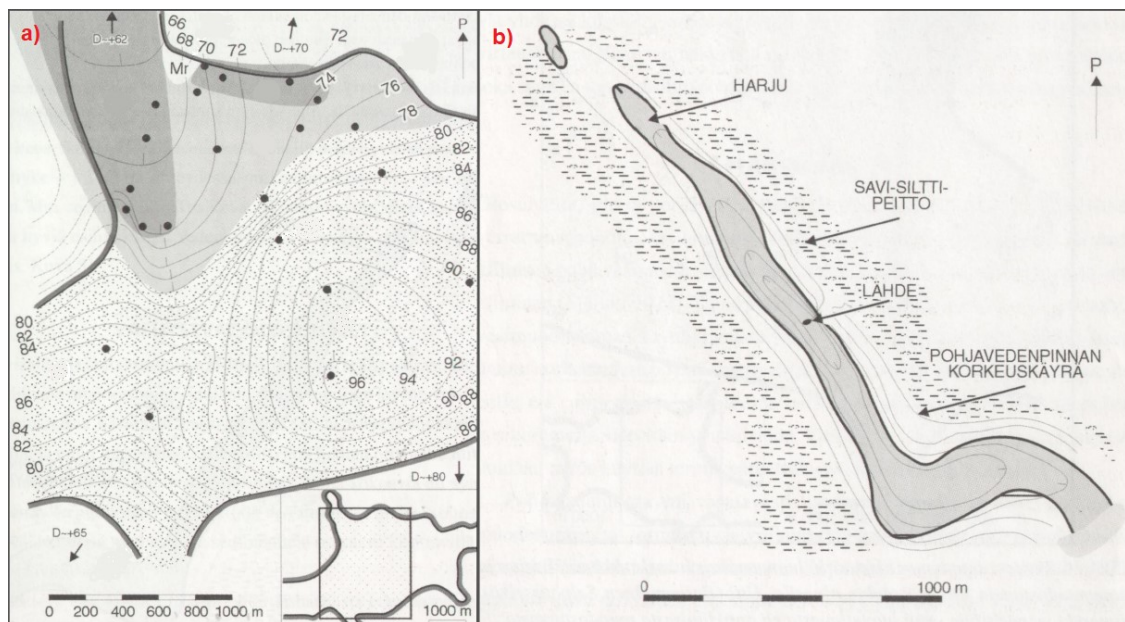 a)
P
66
68
70
72
72
D~+62
D~+70
Mr
74
76
78
80
82
84
86
88
90
80
82
84
92
94
96
90
88
86
86
84
82
80
D~+80
D~+65
0 200 400 600 800 1000 m
1000 m
b)
P
HARJU
SAVI-SILTTI-
PEITTO
LÄHDE
POHJAVEDENPINNAN
KORKEUSKÄYRÄ
0
1000 m